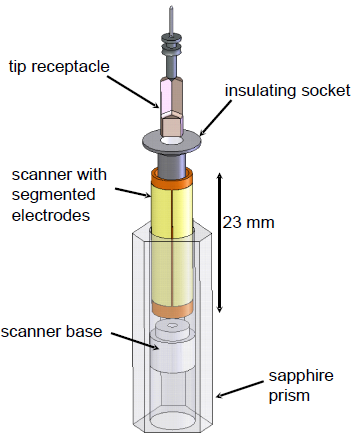 tip receptacle
insulating socket
scanner with
segmented
electrodes
23 mm
scanner base
sapphire
prism